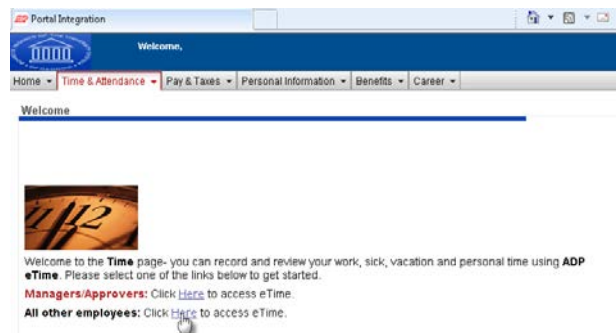 Portal Integration
Welcome,
Home Time & Attendance Pay & Taxes Personal Information Benefits Career
Welcome
11 12
Welcome to the Time page- you can record and review your work, sick, vacation and personal time using ADP
eTime. Please select one of the links below to get started.
Managers/Approvers: Click Here to access eTime.
All other employees: Click Here to access eTime.